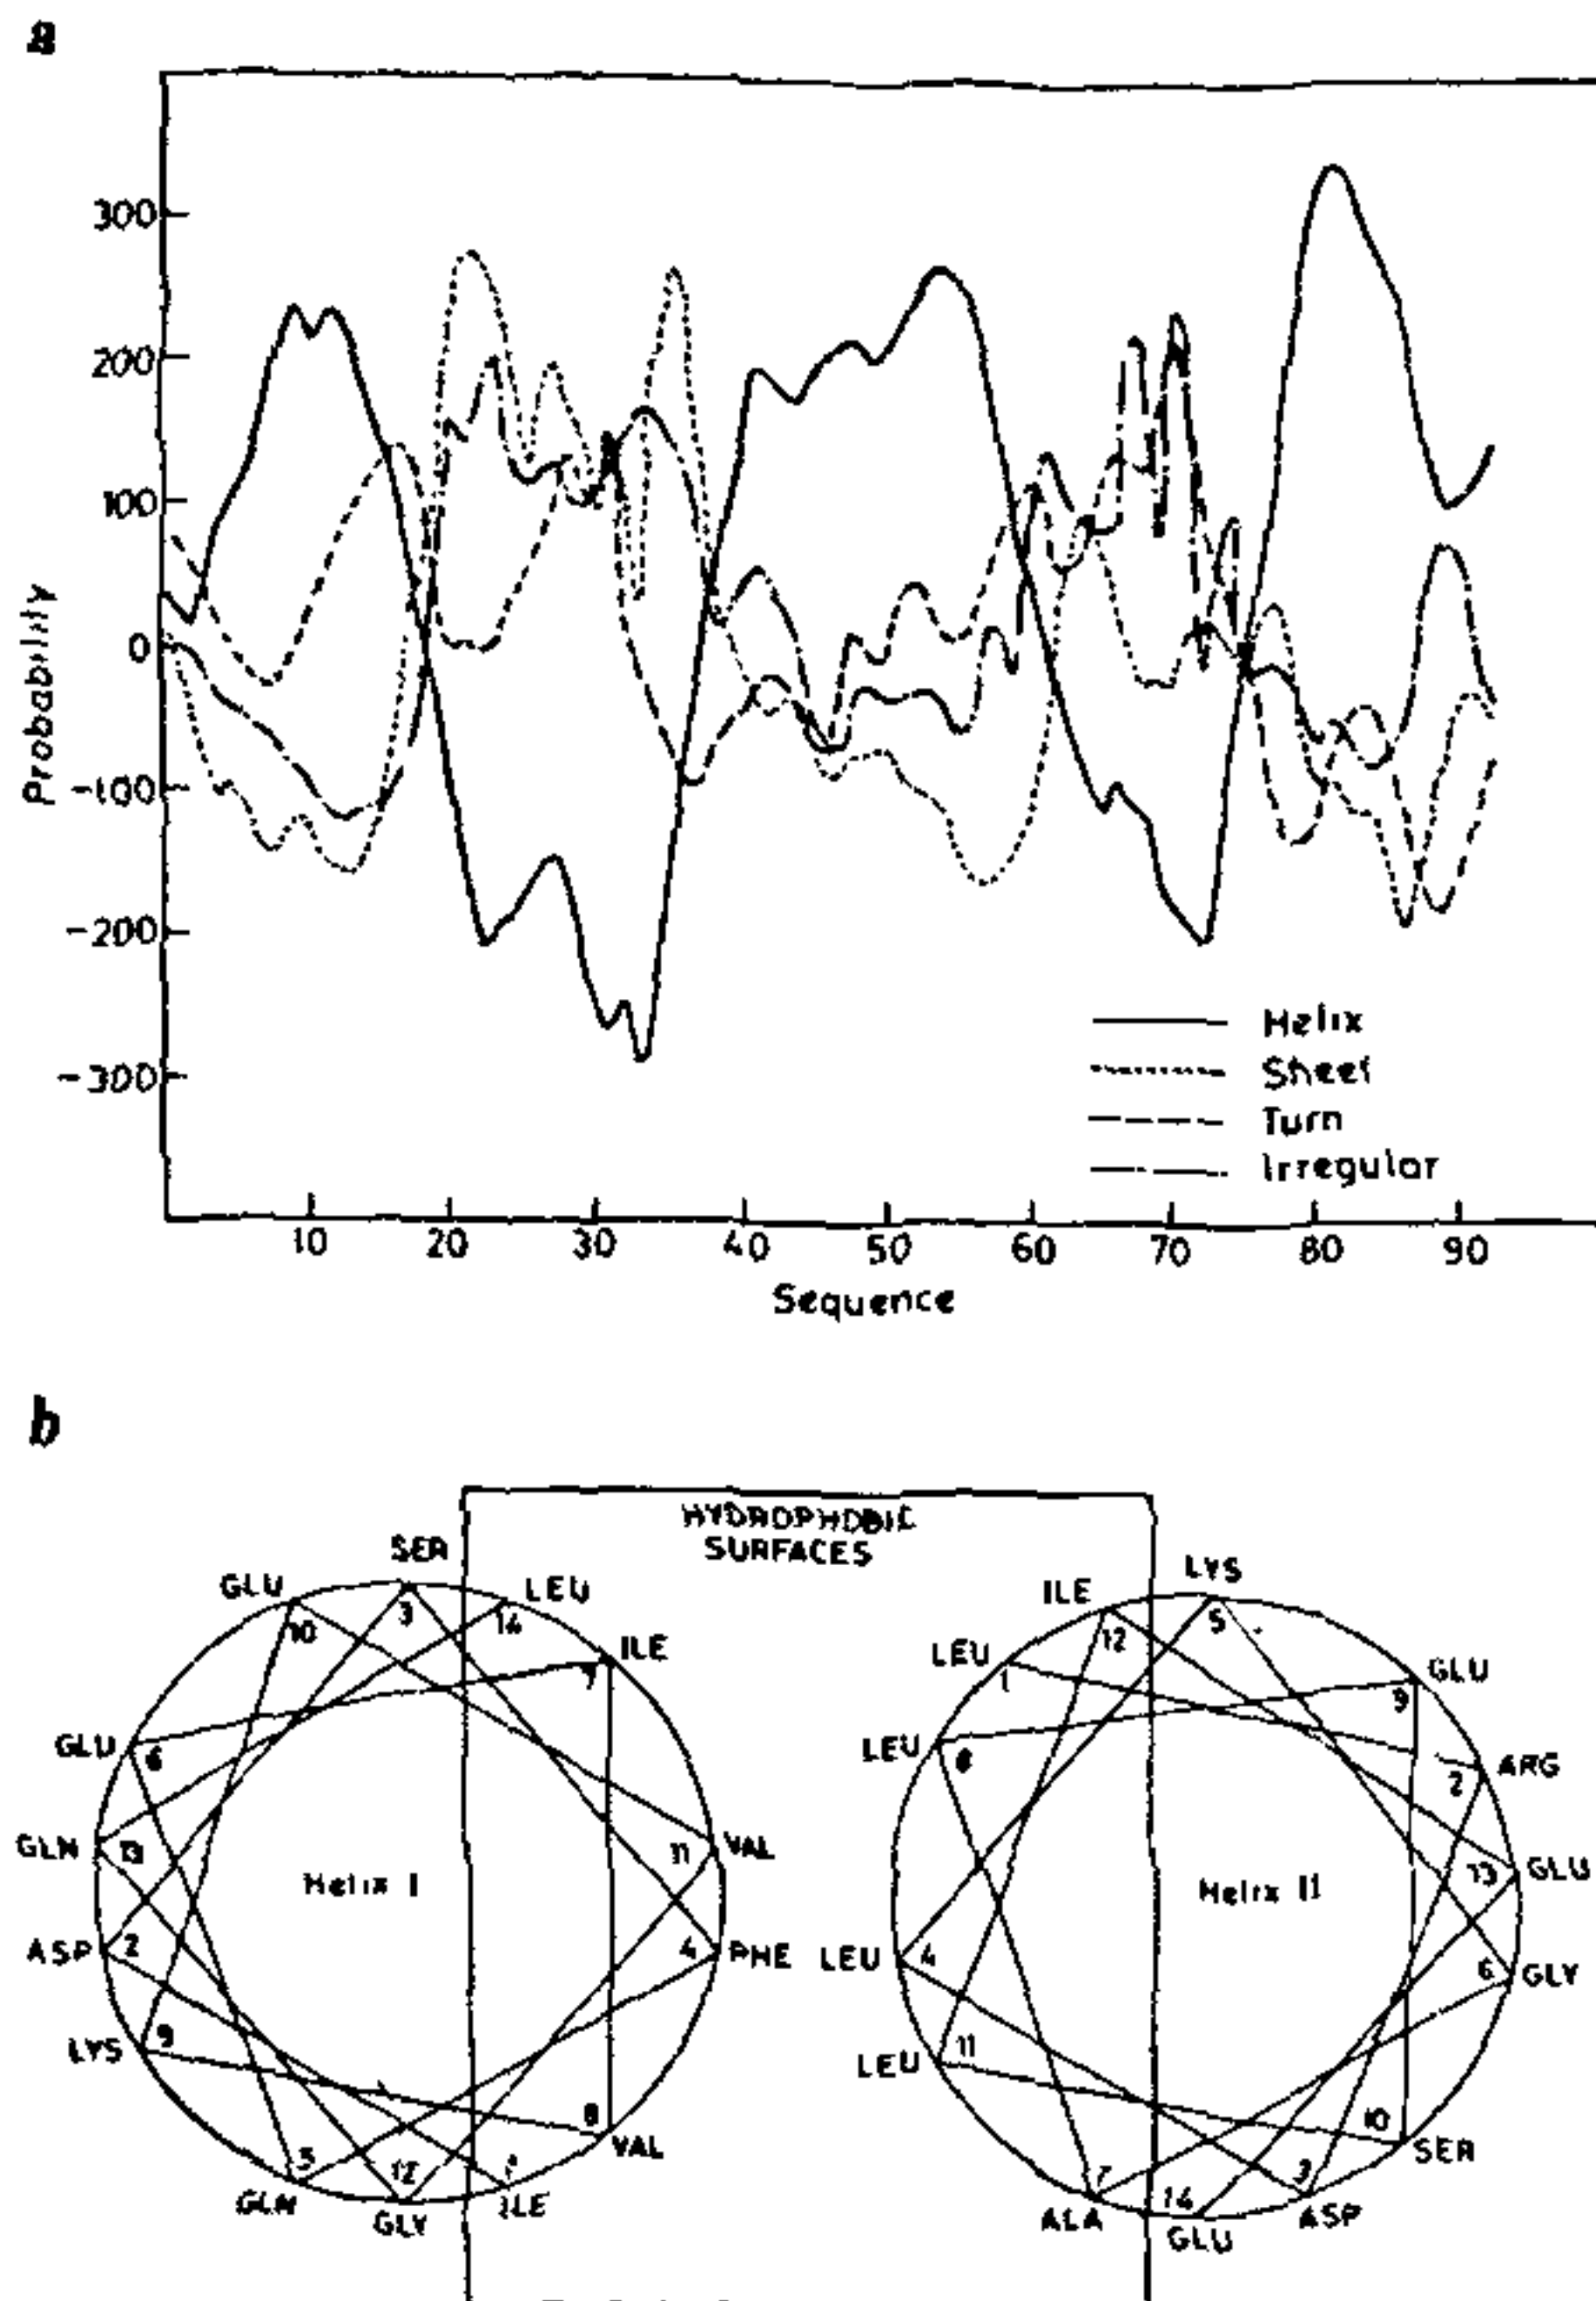 a
300
200
100
0
-100
-200
-300
Probability
Helix
Sheet
Turn
Irregular
10 20 30 40 50 60 70 80 90
Sequence
b
HYDROPHOBIC
SURFACES
SER
GLU
LEU
3
10
14
ILE
7
GLU
6
GLN
13
VAL
11
Helix I
ASP
2
PHE
4
LYS
9
VAL
8
5
12
1
GLN
GLY
ILE
LYS
ILE
5
12
LEU
1
GLU
9
LEU
8
ARG
2
GLU
13
Helix II
LEU
4
GLY
6
LEU
11
SER
10
7
14
3
ALA
GLU
ASP